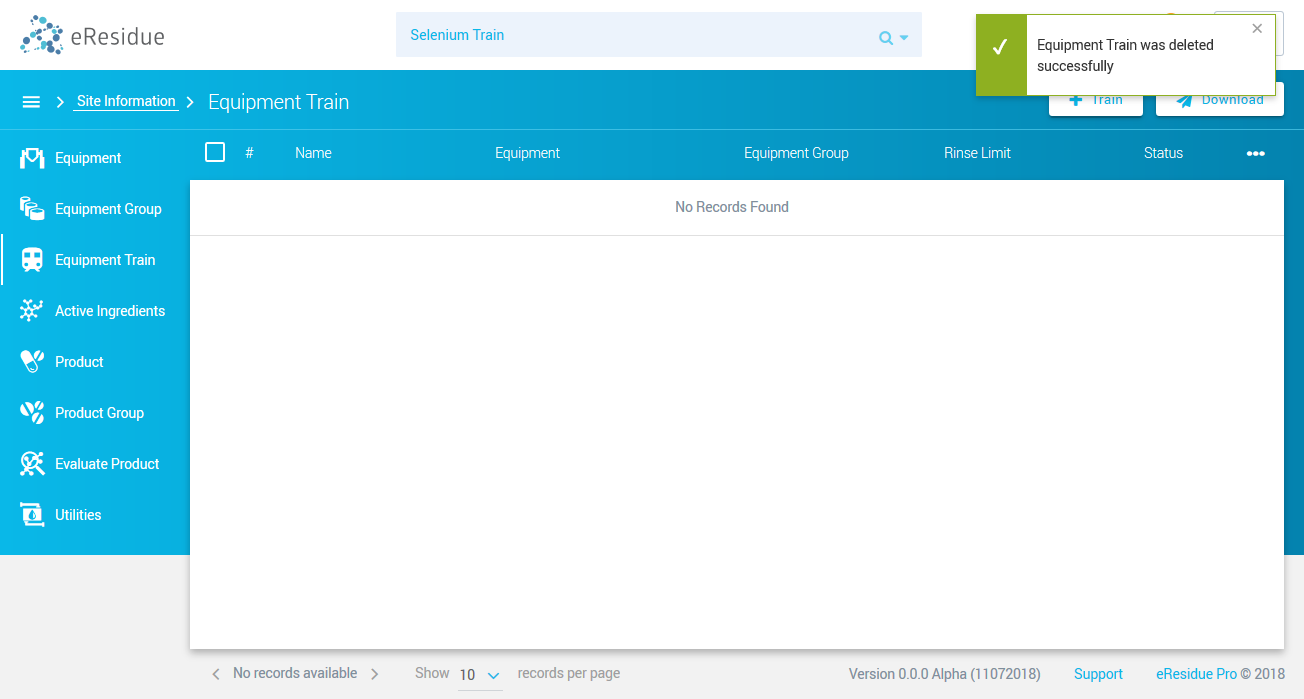 eResidue
Selenium Train
Equipment Train was deleted
successfully
Site Information
Equipment Train
Train
Download
# Name Equipment Equipment Group Rinse Limit Status
Equipment
Equipment Group
Equipment Train
Active Ingredients
Product
Product Group
Evaluate Product
Utilities
No Records Found
No records available Show 10 records per page Version 0.0.0 Alpha (11072018) Support eResidue Pro © 2018